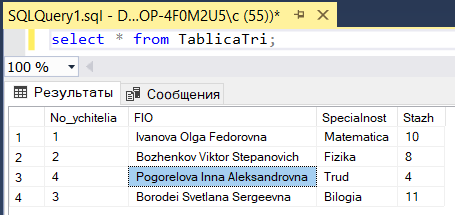 SQLQuery1.sql - D...OP-4F0M2U5\c (55))*
select * from TablicaTri;
100 %
Результаты Сообщения
No_ychitelia FIO Specialnost Stazh
1 1 Ivanova Olga Fedorovna Matematica 10
2 2 Bozhenkov Viktor Stepanovich Fizika 8
3 4 Pogorelova Inna Aleksandrovna Trud 4
4 3 Borodei Svetlana Sergeevna Bilogia 11